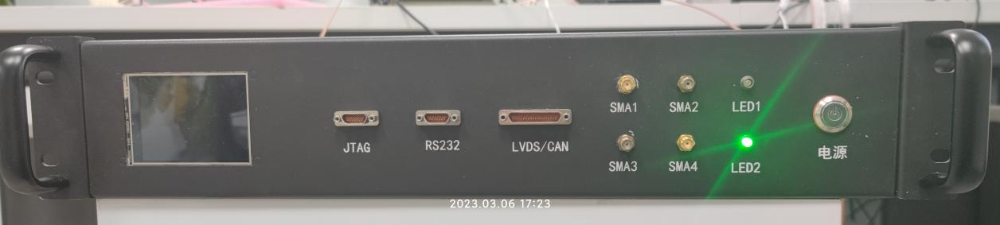 JTAG
RS232
LVDS/CAN
SMA1
SMA2
LED1
SMA3
SMA4
LED2
电源
2023.03.06 17:23